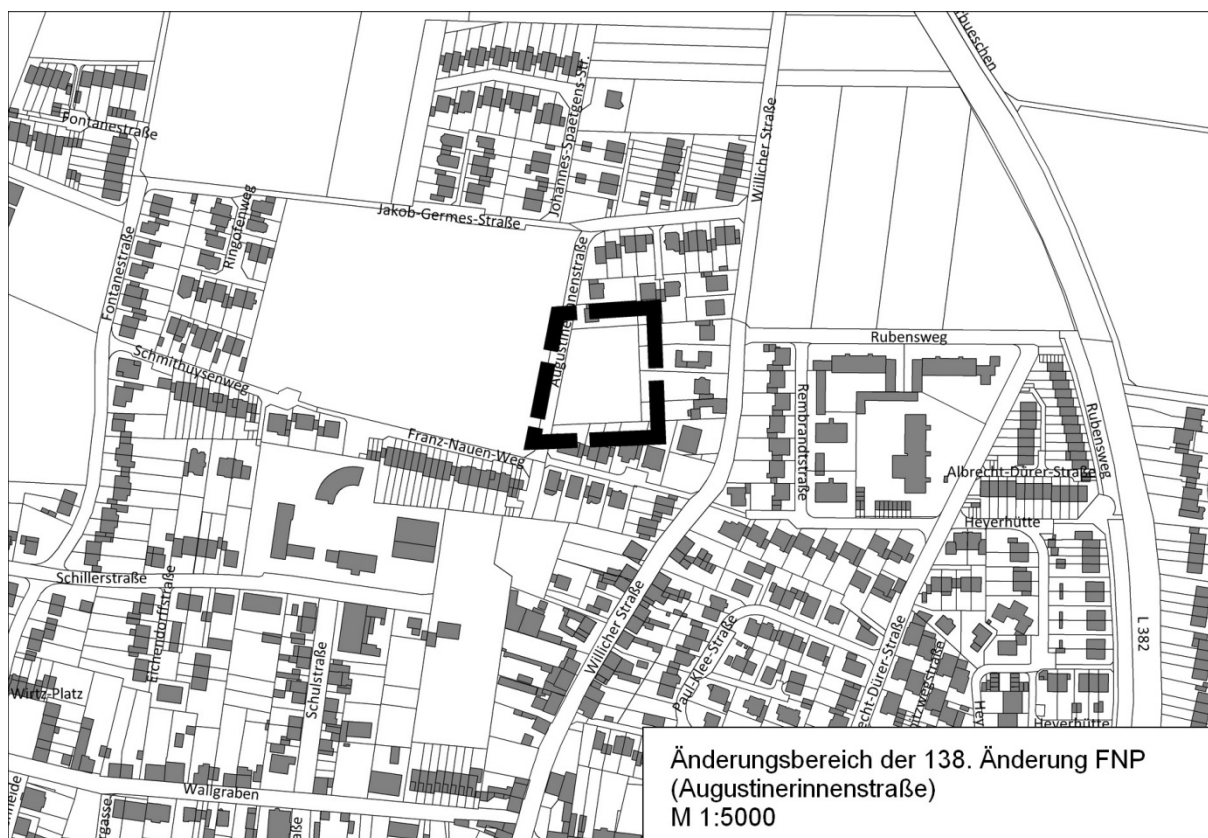 Fontanestraße
Johannes-Spaetgens-Str.
Willicher Straße
Ringofenweg
Jakob-Germes-Straße
Fontanestraße
Augustinerinnenstraße
Schmithuysenweg
Rubensweg
Rembrandtstraße
Rubensweg
Franz-Nauen-Weg
Albrecht-Dürer-Straße
Heyerhütte
Schillerstraße
Eichendorffstraße
Schulstraße
Willicher Straße
Paul-Klee-Straße
L 382
Wirtz-Platz
Heyerhütte
Wallgraben
Änderungsbereich der 138. Änderung FNP
(Augustinerinnenstraße)
M 1:5000